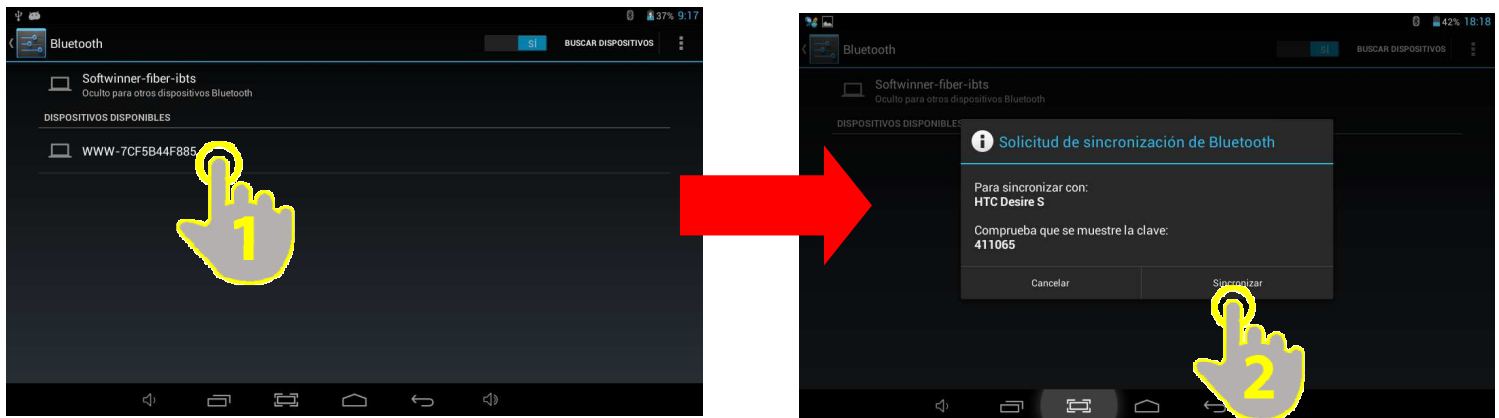 37% 9:17
Bluetooth
SÍ
BUSCAR DISPOSITIVOS
Softwinner-fiber-ibts
Oculto para otros dispositivos Bluetooth
DISPOSITIVOS DISPONIBLES
WWW-7CF5B44F885
1
42% 18:18
Bluetooth
SÍ
BUSCAR DISPOSITIVOS
Softwinner-fiber-ibts
Oculto para otros dispositivos Bluetooth
DISPOSITIVOS DISPONIBLES
Solicitud de sincronización de Bluetooth
Para sincronizar con:
HTC Desire S
Comprueba que se muestre la clave:
411065
Cancelar
Sincronizar
2